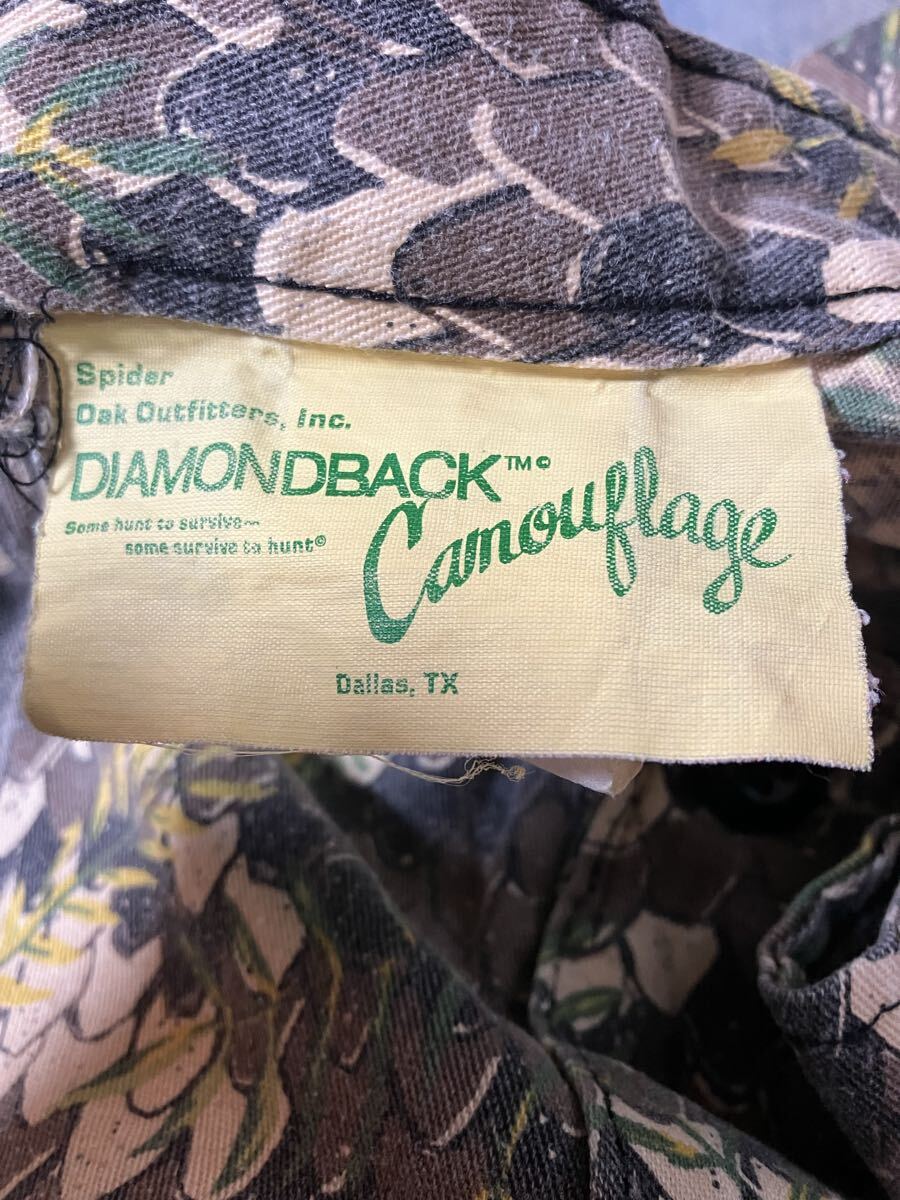 Spider
Oak Outfitters, Inc.
DIAMONDBACK™©
Camouflage
Some hunt to survive~
some survive to hunt©
Dallas, TX